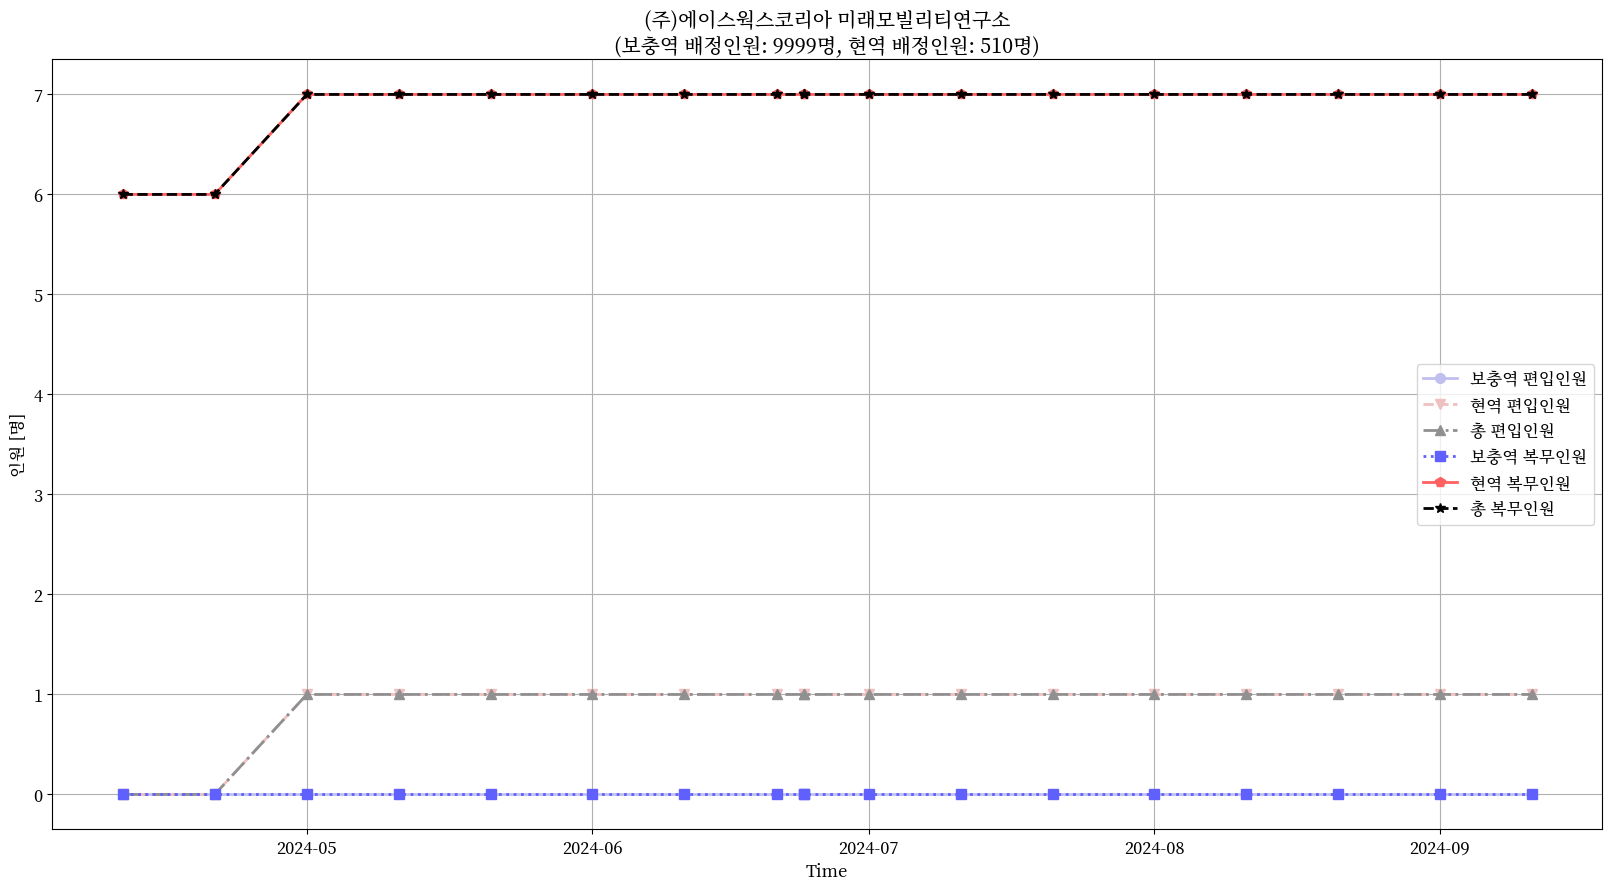 (주)에이스웍스코리아 미래모빌리티연구소
(보충역 배정인원: 9999명, 현역 배정인원: 510명)
7
6
5
4
3
2
1
0
인원 [명]
보충역 편입인원
현역 편입인원
총 편입인원
보충역 복무인원
현역 복무인원
총 복무인원
2024-05 2024-06 2024-07 2024-08 2024-09
Time